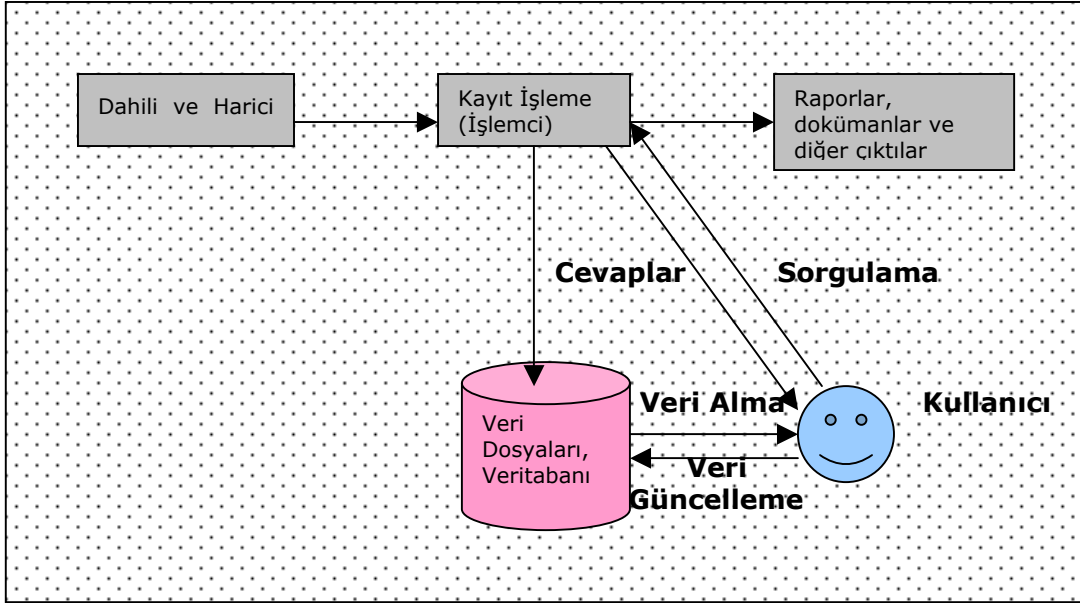 Dahili ve Harici
Kayıt İşleme
(İşlemci)
Raporlar,
dokümanlar ve
diğer çıktılar
Cevaplar
Sorgulama
Veri
Dosyaları,
Veritabanı
Veri Alma
Kullanıcı
Veri
Güncelleme